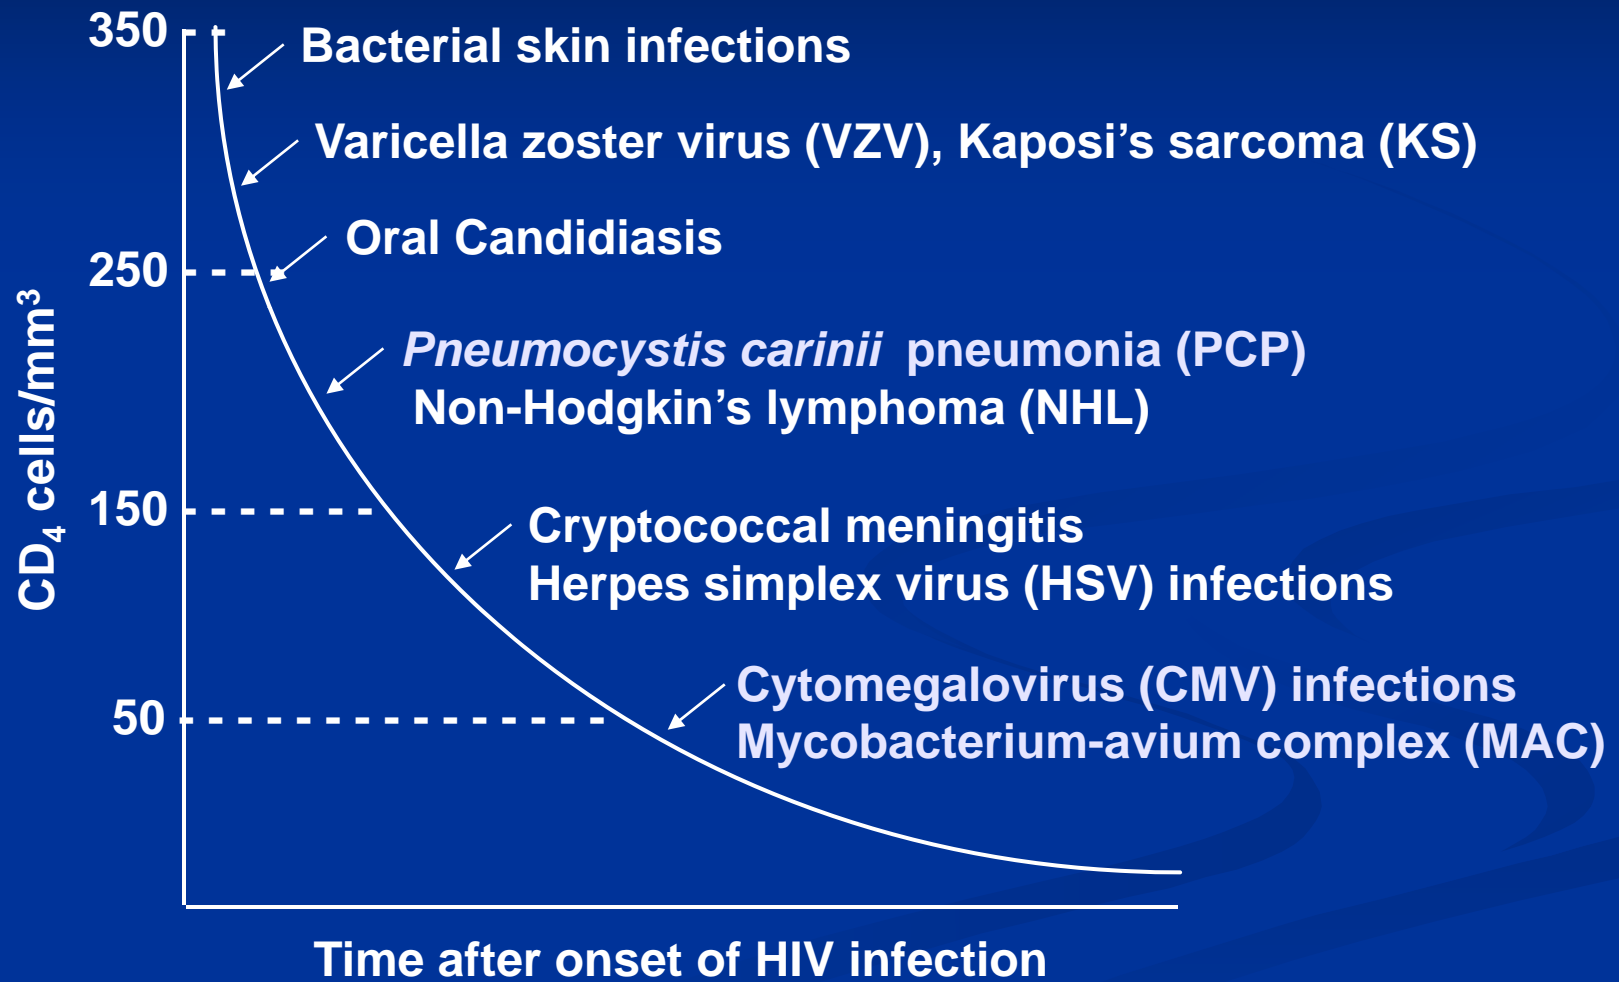 350
Bacterial skin infections
Varicella zoster virus (VZV), Kaposi’s sarcoma (KS)
Oral Candidiasis
250
Pneumocystis carinii pneumonia (PCP)
Non-Hodgkin’s lymphoma (NHL)
CD₄ cells/mm³
150
Cryptococcal meningitis
Herpes simplex virus (HSV) infections
Cytomegalovirus (CMV) infections
50
Mycobacterium-avium complex (MAC)
Time after onset of HIV infection